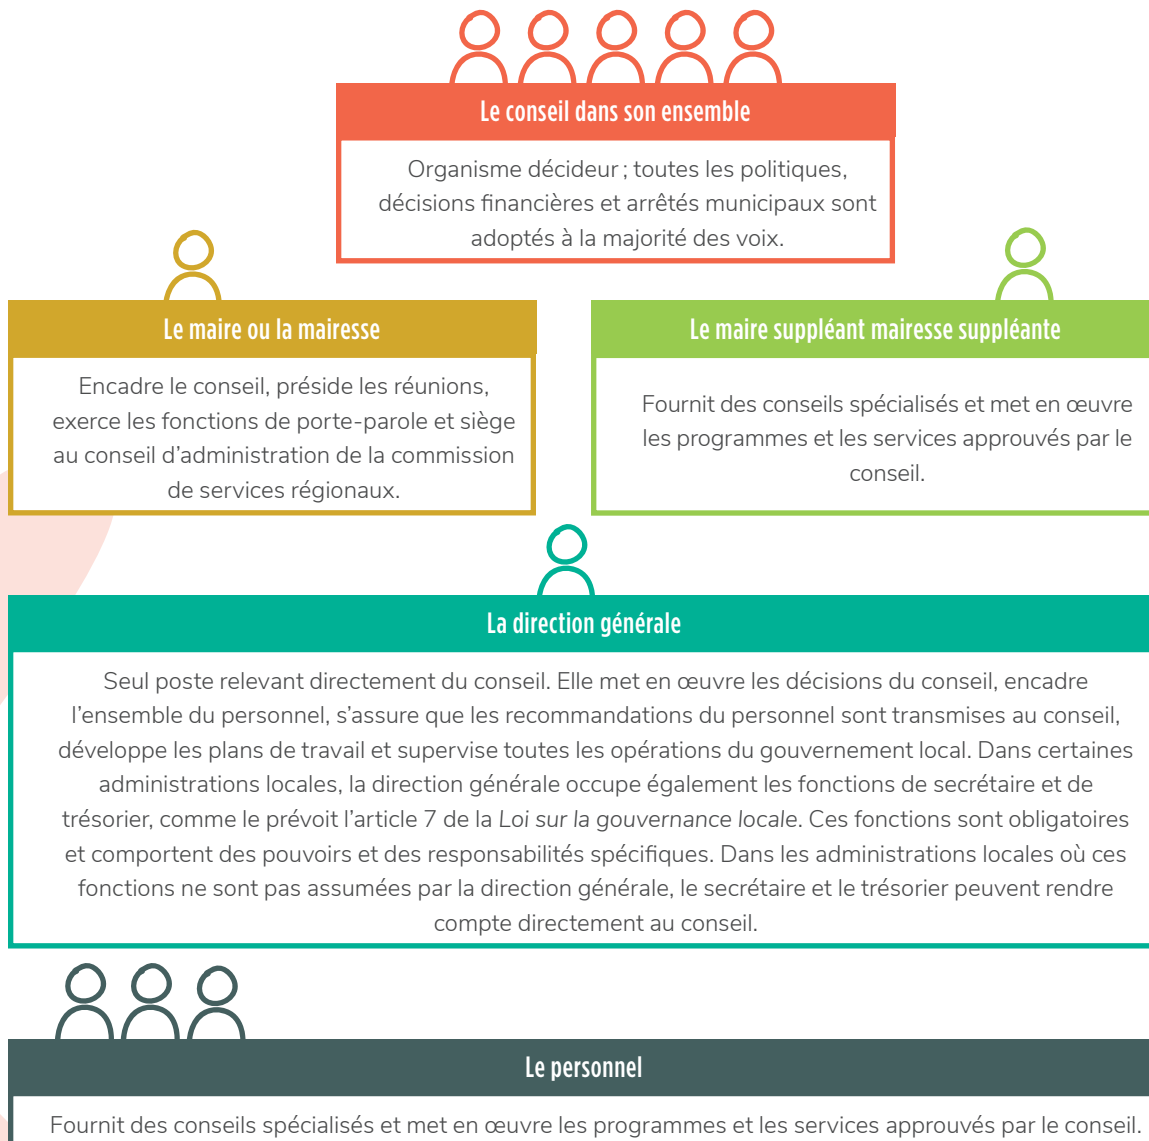 Le conseil dans son ensemble
Organisme décideur ; toutes les politiques,
décisions financières et arrêtés municipaux sont
adoptés à la majorité des voix.
Le maire ou la mairesse
Encadre le conseil, préside les réunions,
exerce les fonctions de porte-parole et siège
au conseil d’administration de la commission
de services régionaux.
Le maire suppléant mairesse suppléante
Fournit des conseils spécialisés et met en œuvre
les programmes et les services approuvés par le
conseil.
La direction générale
Seul poste relevant directement du conseil. Elle met en œuvre les décisions du conseil, encadre
l’ensemble du personnel, s’assure que les recommandations du personnel sont transmises au conseil,
développe les plans de travail et supervise toutes les opérations du gouvernement local. Dans certaines
administrations locales, la direction générale occupe également les fonctions de secrétaire et de
trésorier, comme le prévoit l’article 7 de la Loi sur la gouvernance locale. Ces fonctions sont obligatoires
et comportent des pouvoirs et des responsabilités spécifiques. Dans les administrations locales où ces
fonctions ne sont pas assumées par la direction générale, le secrétaire et le trésorier peuvent rendre
compte directement au conseil.
Le personnel
Fournit des conseils spécialisés et met en œuvre les programmes et les services approuvés par le conseil.